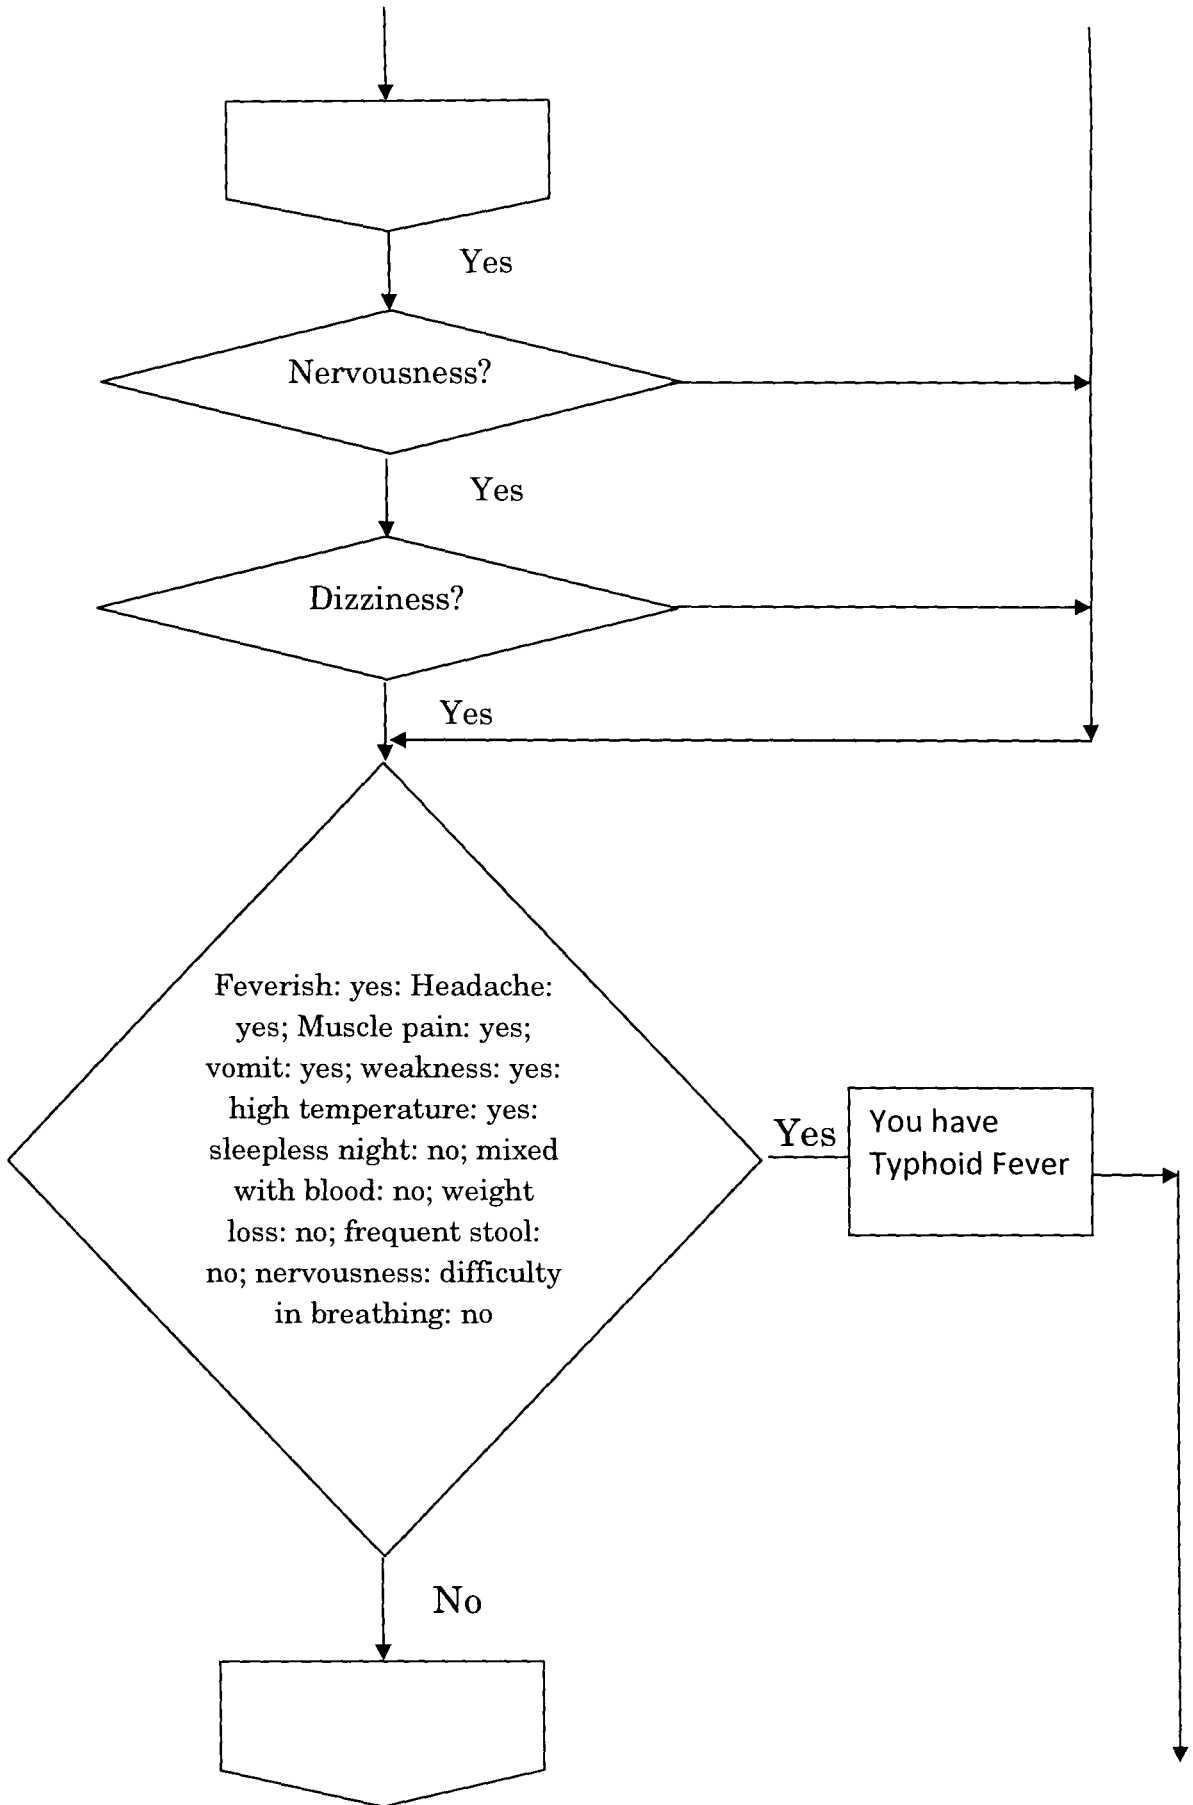 Yes
Nervousness?
Yes
Dizziness?
Yes
Feverish: yes: Headache:
yes; Muscle pain: yes;
vomit: yes; weakness: yes:
high temperature: yes:
sleepless night: no; mixed
with blood: no; weight
loss: no; frequent stool:
no; nervousness: difficulty
in breathing: no
Yes
You have
Typhoid Fever
No